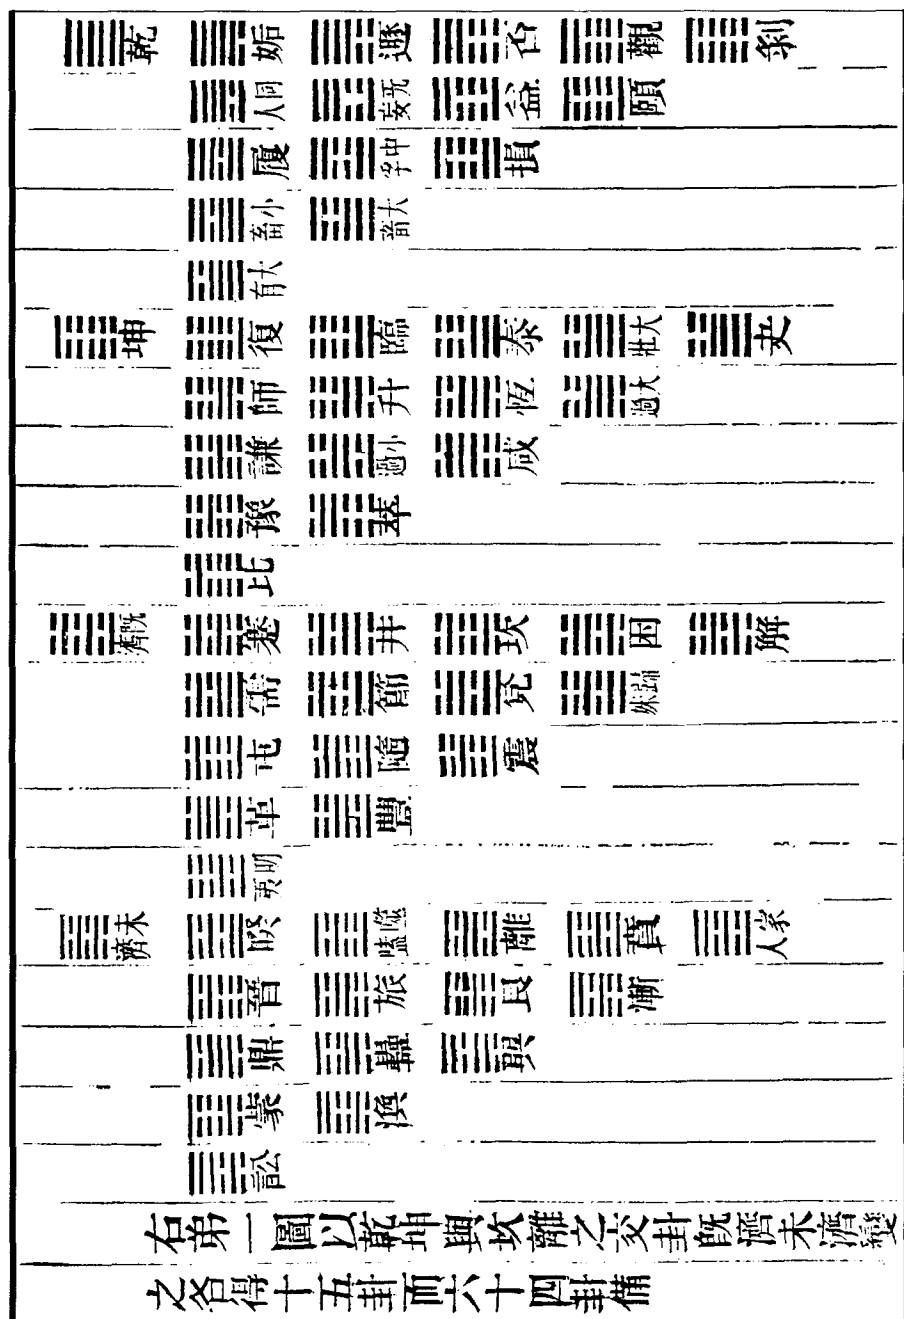 乾 姤 遯 否 觀 剝
同人 无妄 益 頤
履 中孚 損
小畜 大畜
大有
坤 復 臨 泰 大壯 夬
師 升 恆 大過
謙 小過 咸
豫 萃
比
既濟 蹇 井 坎 困 解
需 節 兌 歸妹
屯 隨 震
革 豐
明夷
未濟 睽 噬嗑 離 賁 家人
晉 旅 艮 漸
鼎 蠱 巽
蒙 渙
訟
右弟一圖以乾坤與坎離之交卦既濟未濟變
之各得十五卦而六十四卦備